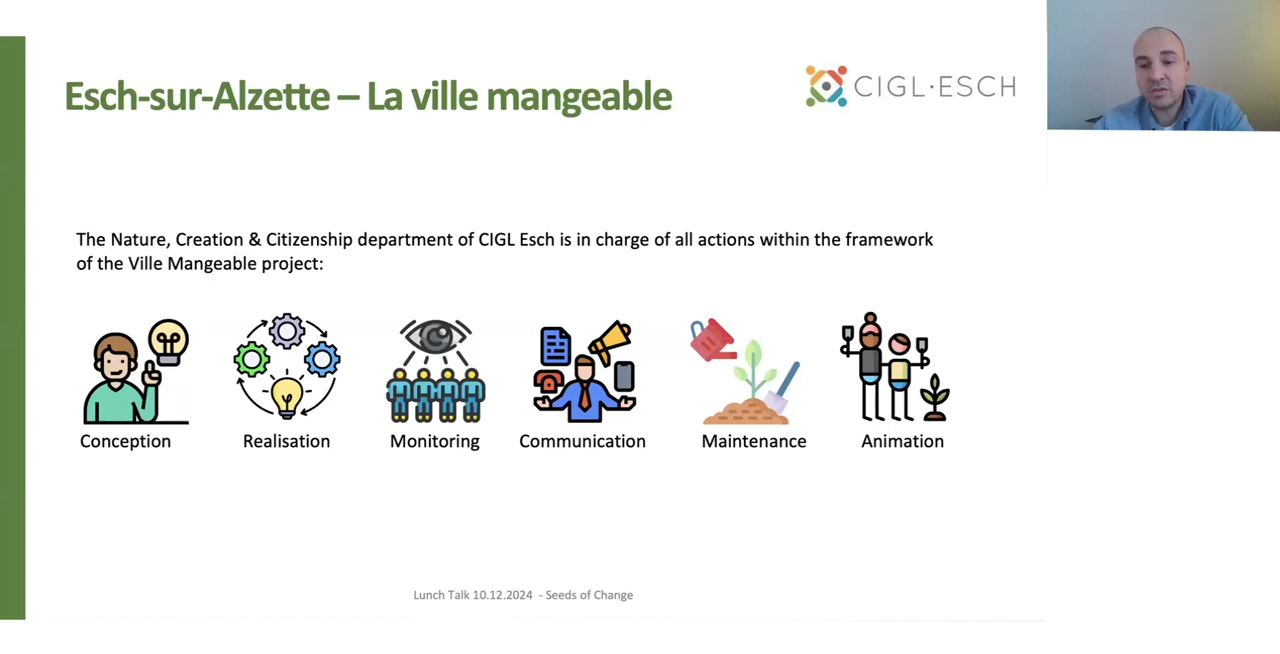 Esch-sur-Alzette – La ville mangeable
CIGL·ESCH
The Nature, Creation & Citizenship department of CIGL Esch is in charge of all actions within the framework
of the Ville Mangeable project:
Conception
Realisation
Monitoring
Communication
Maintenance
Animation
Lunch Talk 10.12.2024 - Seeds of Change